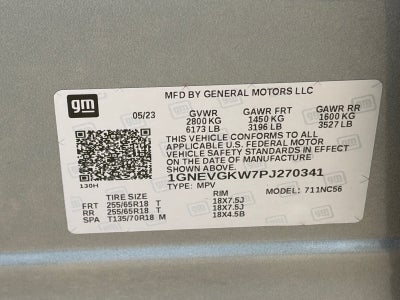 gm
MFD BY GENERAL MOTORS LLC
05/23 GVWR GAWR FRT GAWR RR
2800 KG 1450 KG 1600 KG
6173 LB 3196 LB 3527 LB
THIS VEHICLE CONFORMS TO ALL
APPLICABLE U.S. FEDERAL MOTOR
VEHICLE SAFETY STANDARDS IN EFFECT
ON THE DATE OF MANUFACTURE
SHOWN ABOVE.
1GNEVGKW7PJ270341
130H TYPE: MPV MODEL: 711NC56
TIRE SIZE RIM
FRT 255/65R18 T 18X7.5J
RR 255/65R18 T 18X7.5J
SPA T135/70R18 M 18X4.5B